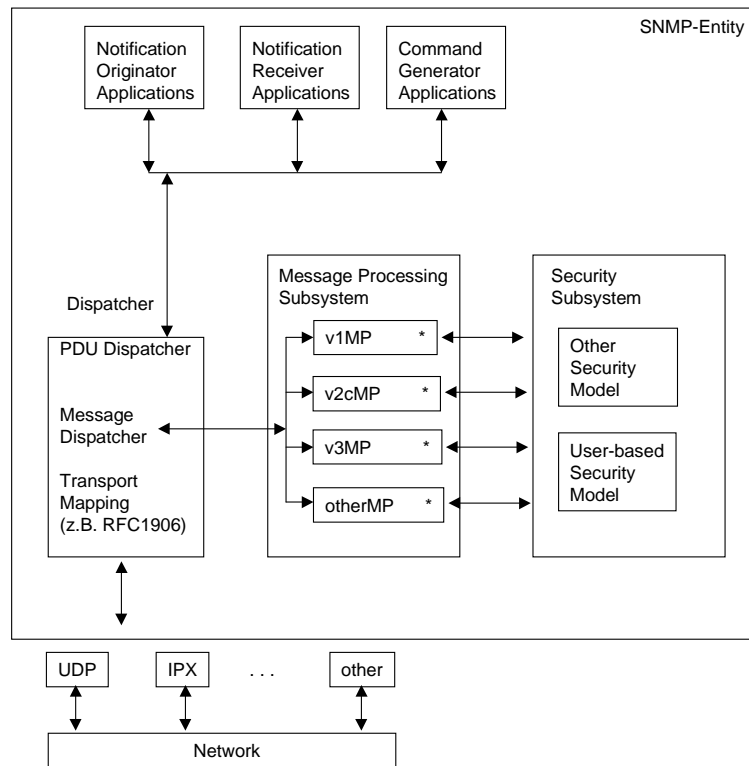 SNMP-Entity
Notification
Originator
Applications
Notification
Receiver
Applications
Command
Generator
Applications
Dispatcher
PDU Dispatcher
Message
Dispatcher
Transport
Mapping
(z.B. RFC1906)
Message Processing
Subsystem
v1MP *
v2cMP *
v3MP *
otherMP *
Security
Subsystem
Other
Security
Model
User-based
Security
Model
UDP
IPX
. . .
other
Network